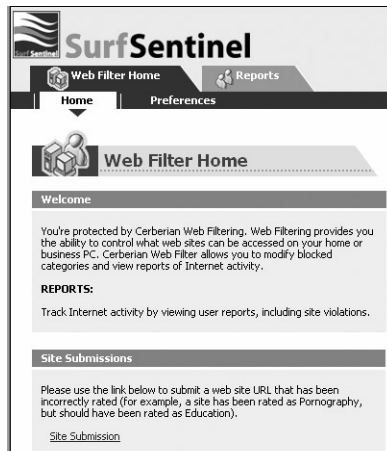 Surf Sentinel
SurfSentinel
Web Filter Home
Reports
Home
Preferences
Web Filter Home
Welcome
You're protected by Cerberian Web Filtering. Web Filtering provides you
the ability to control what web sites can be accessed on your home or
business PC. Cerberian Web Filter allows you to modify blocked
categories and view reports of Internet activity.
REPORTS:
Track Internet activity by viewing user reports, including site violations.
Site Submissions
Please use the link below to submit a web site URL that has been
incorrectly rated (for example, a site has been rated as Pornography,
but should have been rated as Education).
Site Submission